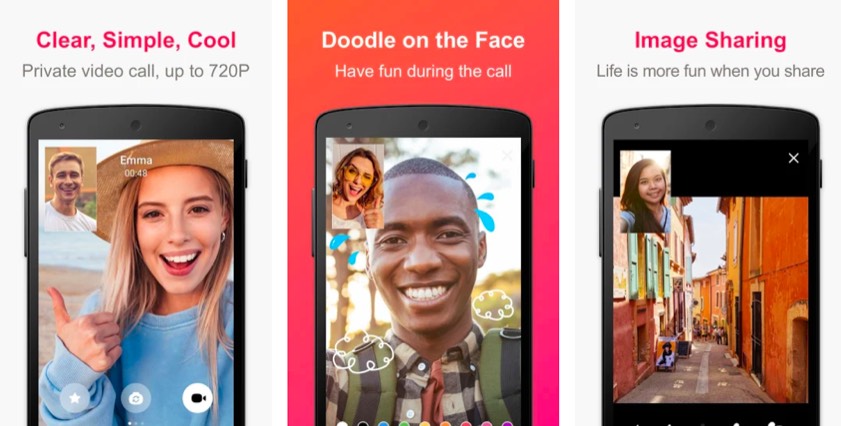 Clear, Simple, Cool
Private video call, up to 720P
Emma
00:48
Doodle on the Face
Have fun during the call
Image Sharing
Life is more fun when you share